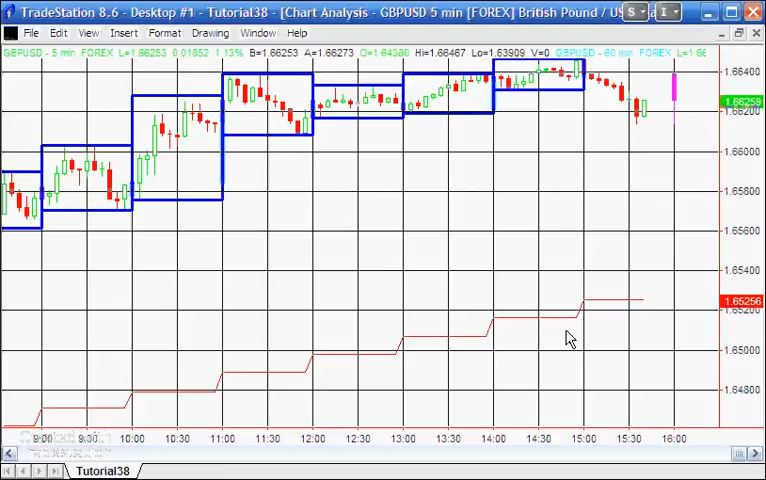 TradeStation 8.6 - Desktop #1 - Tutorial38 - [Chart Analysis - GBPUSD 5 min [FOREX] British Pound / US
S I
File Edit View Insert Format Drawing Window Help
GBPUSD - 5 min FOREX L=1.66253 0.01852 1.13% B=1.66253 A=1.66273 O=1.64380 Hi=1.66467 Lo=1.63909 V=0 GBPUSD - 60 min FOREX L=1.66
1.66400
1.66259
1.66200
1.66000
1.65800
1.65600
1.65400
1.65256
1.65200
1.65000
1.64800
9:00 9:30 10:00 10:30 11:00 11:30 12:00 12:30 13:00 13:30 14:00 14:30 15:00 15:30 16:00
Tutorial38